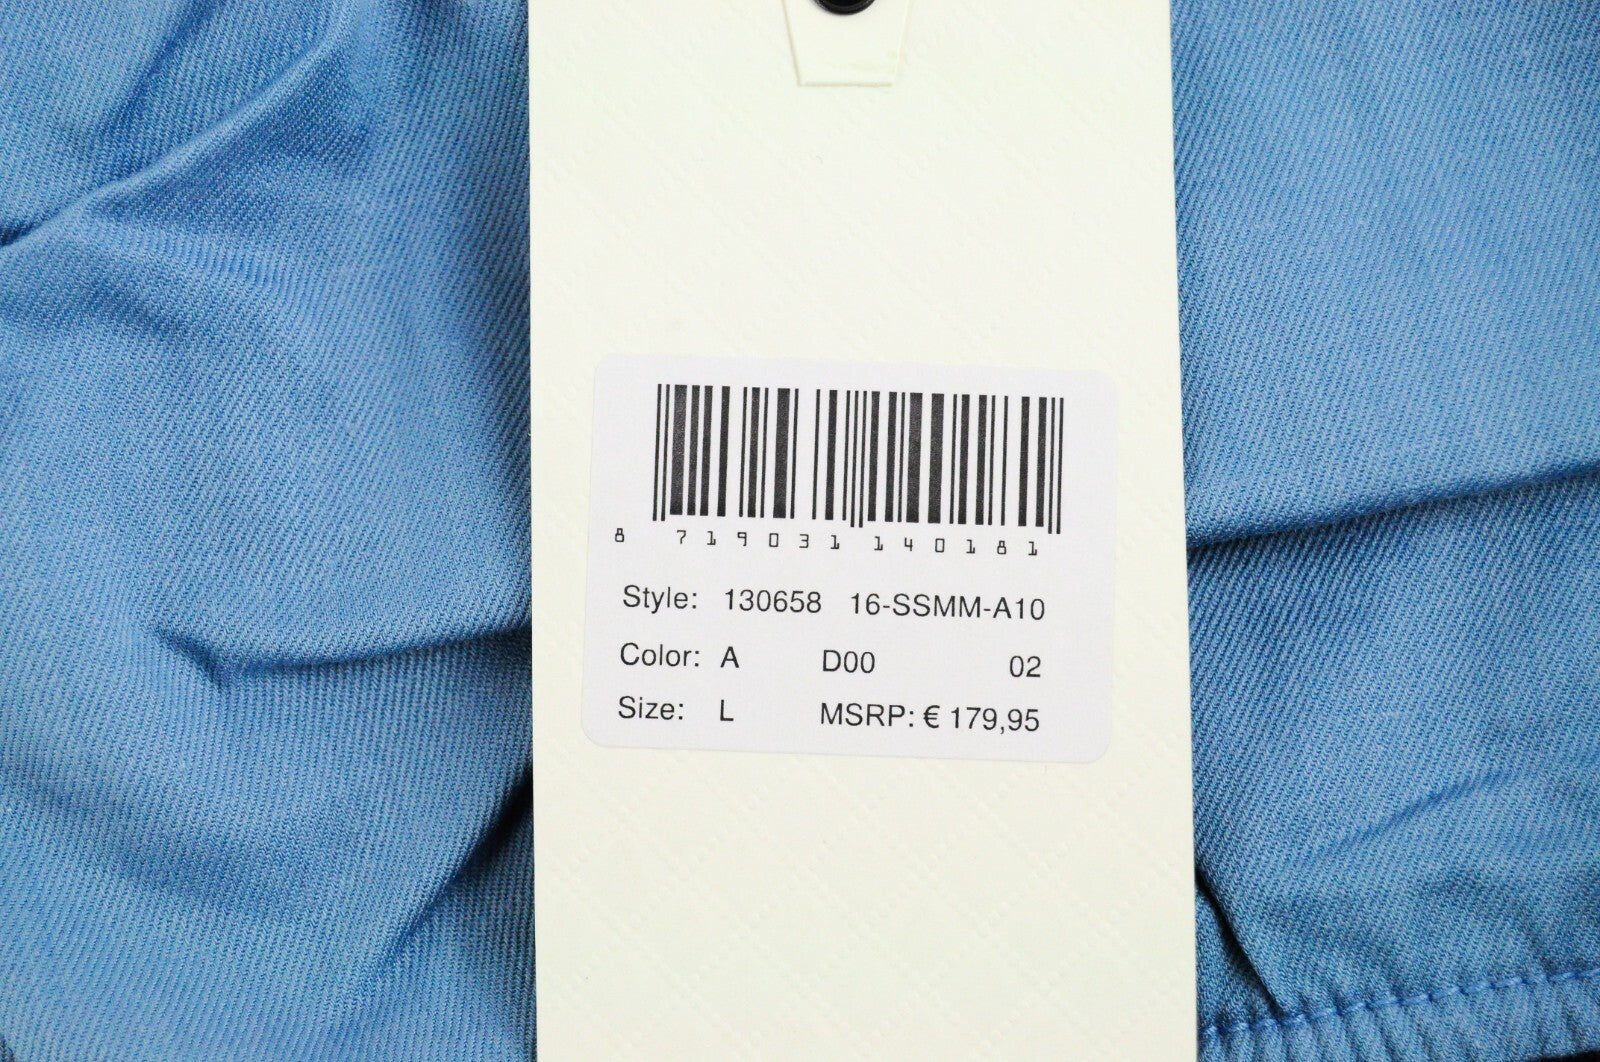 8 719031 140181
Style: 130658 16-SSMM-A10
Color: A D00 02
Size: L MSRP: € 179,95